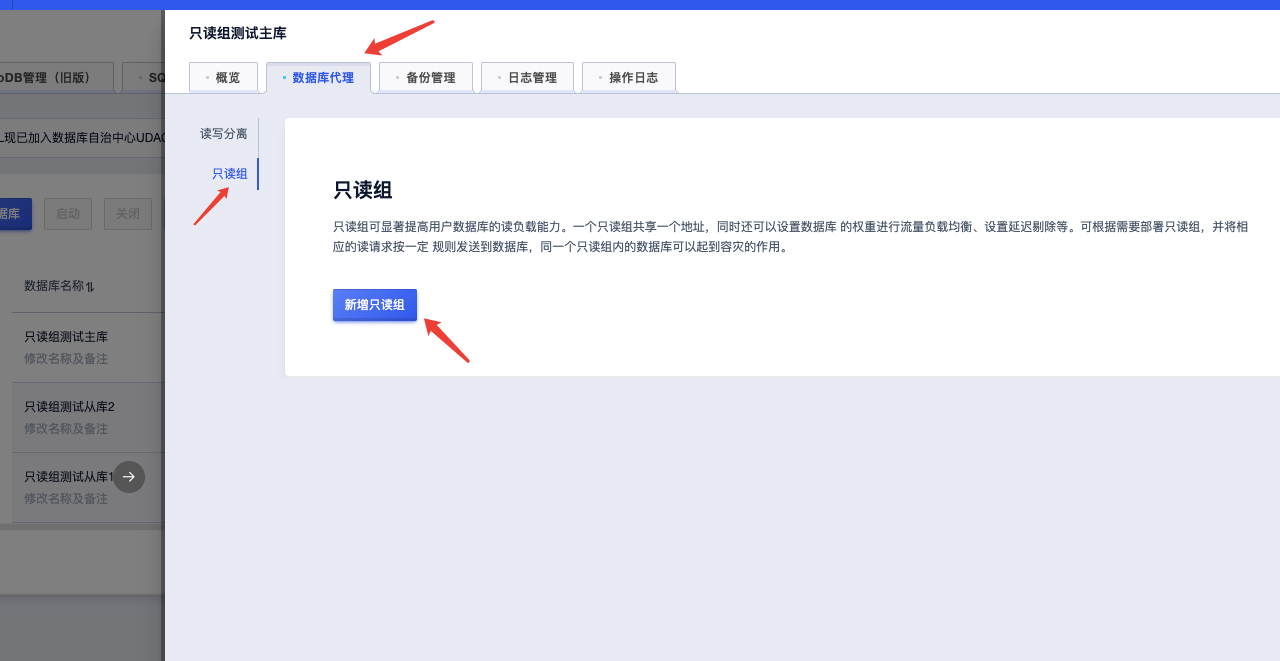 只读组测试主库
oDB管理（旧版）
SQ
概览
数据库代理
备份管理
日志管理
操作日志
L现已加入数据库自治中心UDA
读写分离
只读组
据库
启动
关闭
只读组
只读组可显著提高用户数据库的读负载能力。一个只读组共享一个地址，同时还可以设置数据库 的权重进行流量负载均衡、设置延迟剔除等。可根据需要部署只读组，并将相
应的读请求按一定 规则发送到数据库，同一个只读组内的数据库可以起到容灾的作用。
新增只读组
数据库名称
只读组测试主库
修改名称及备注
只读组测试从库2
修改名称及备注
只读组测试从库1
修改名称及备注